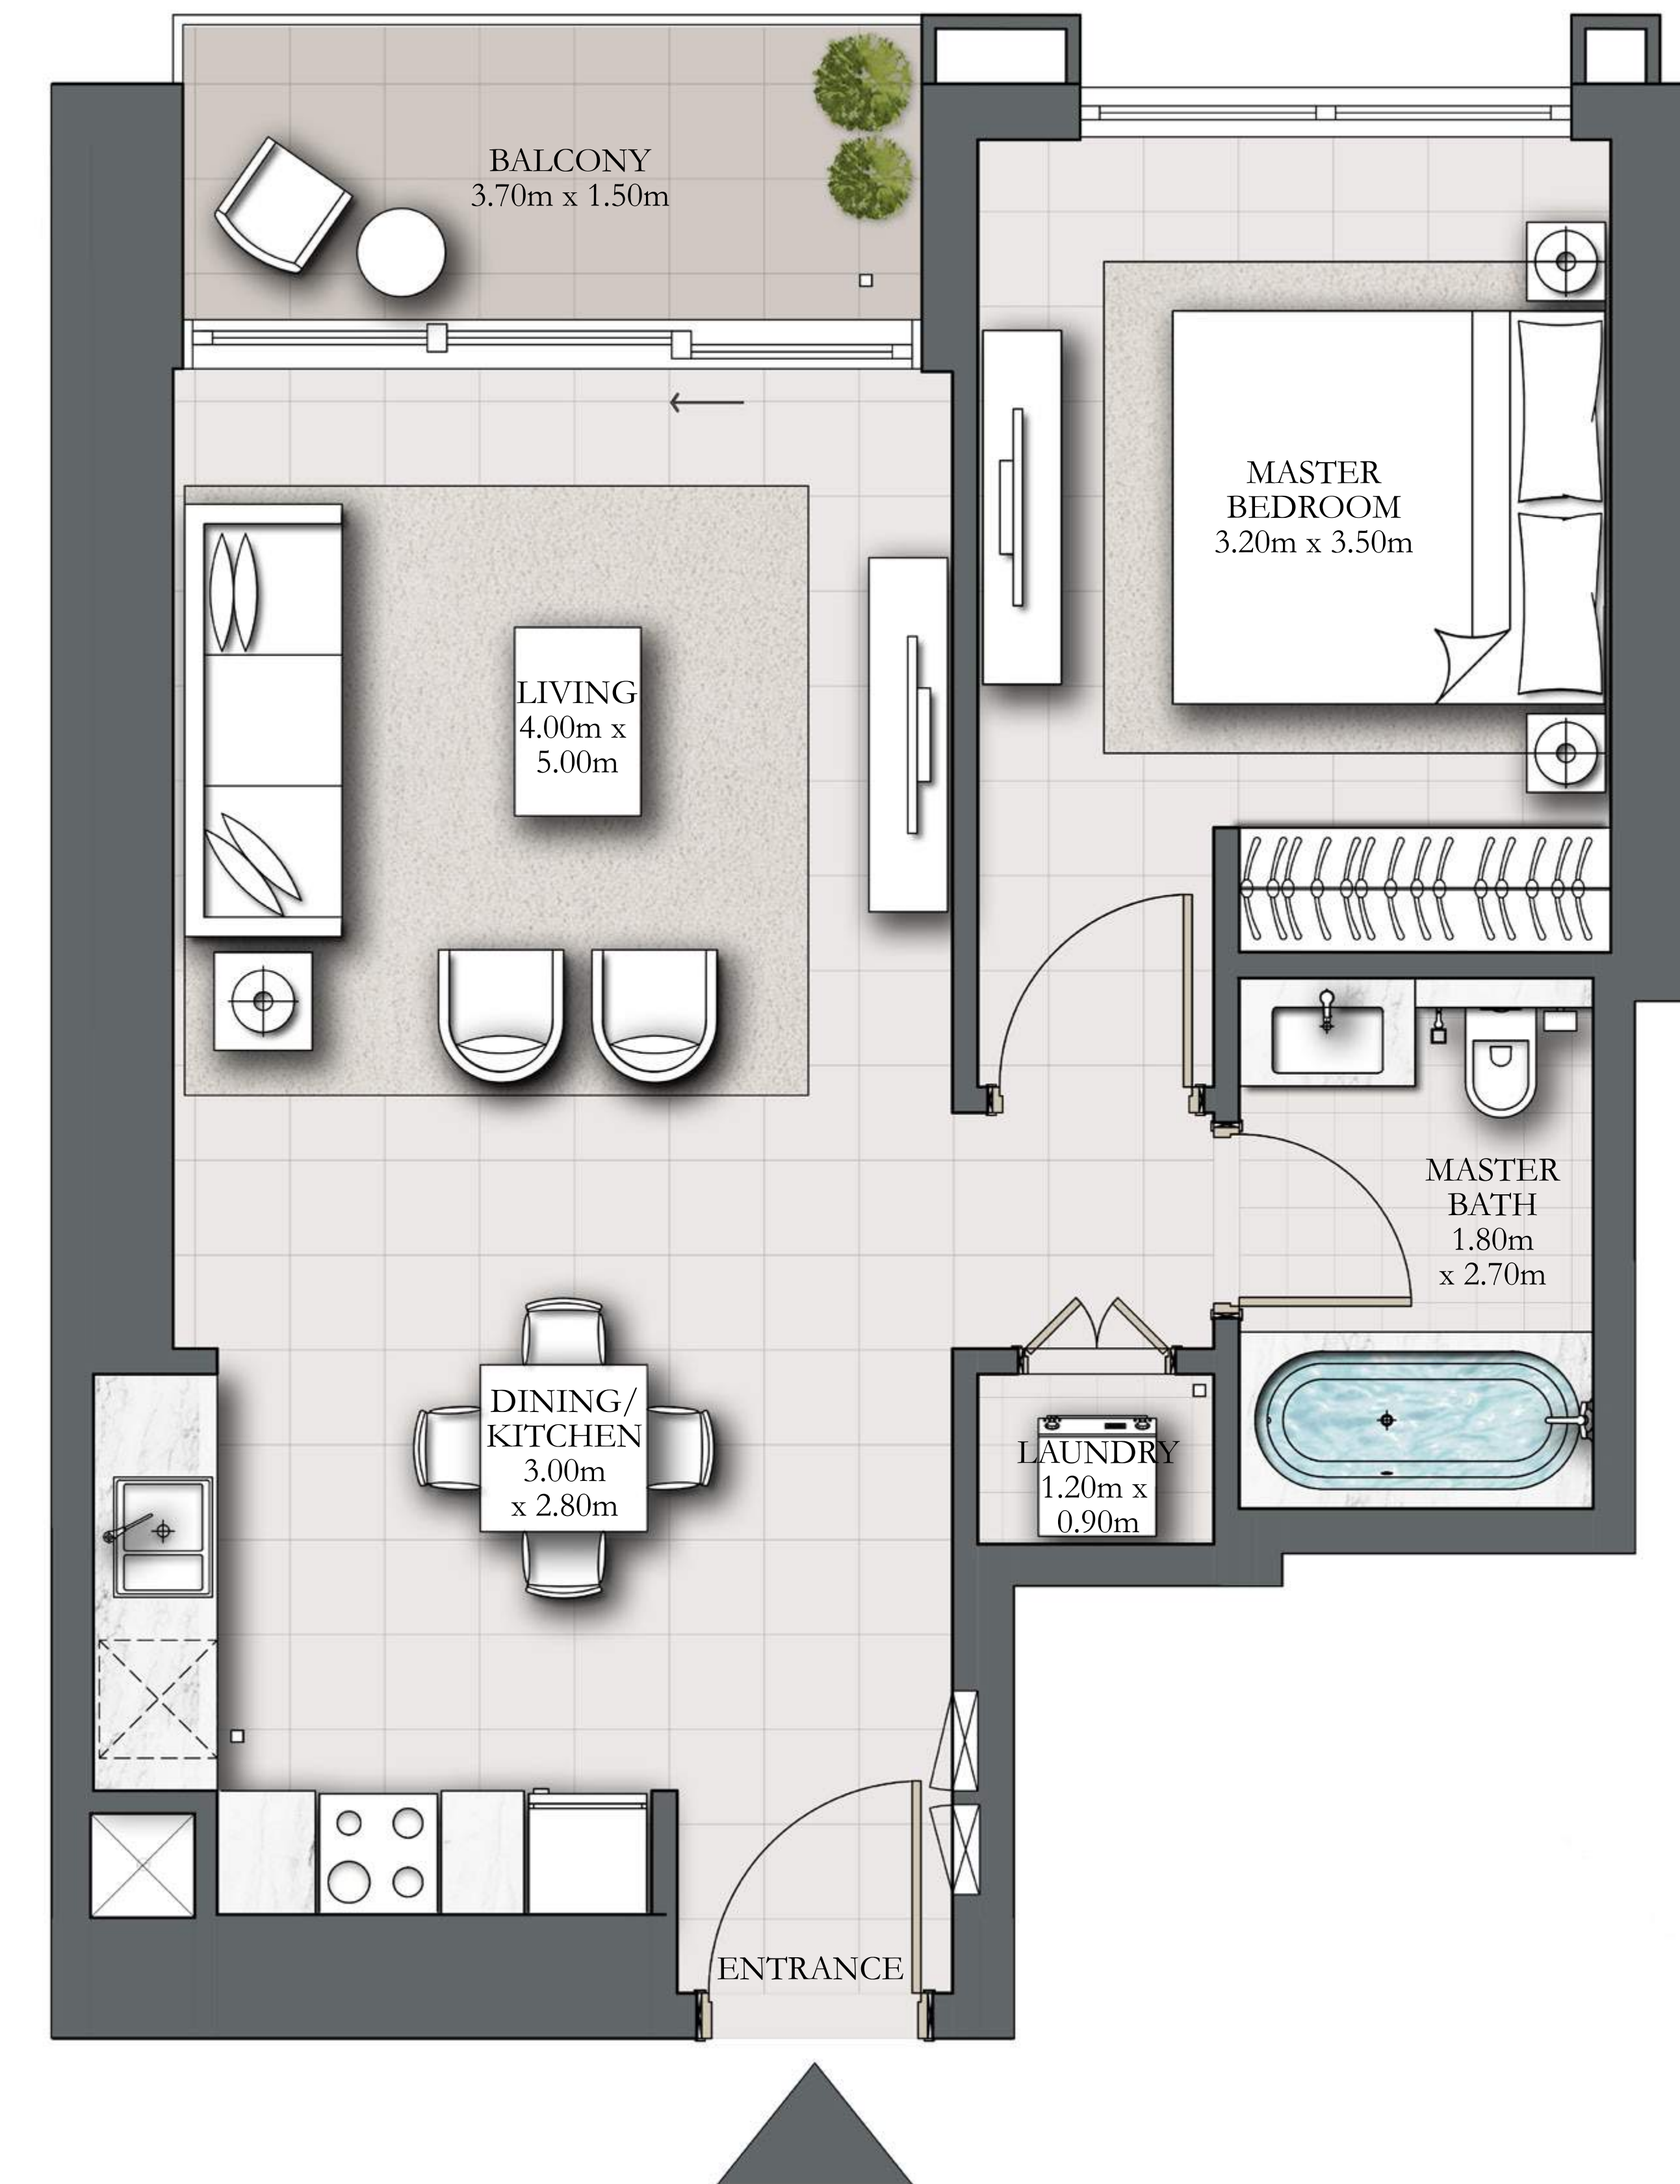 BALCONY
3.70m x 1.50m
MASTER
BEDROOM
3.20m x 3.50m
LIVING
4.00m x
5.00m
MASTER
BATH
1.80m
x 2.70m
DINING/
KITCHEN
3.00m
x 2.80m
LAUNDRY
1.20m x
0.90m
ENTRANCE